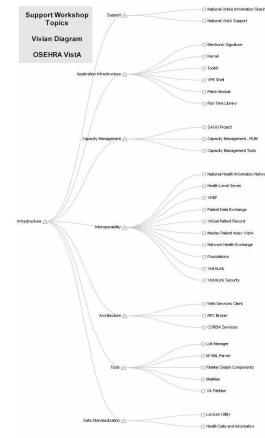 Support Workshop
Topics
Vivian Diagram
OSEHRA VistA
Infrastructure
Support
National Online Information Sharin
National VistA Support
Application Infrastructure
Electronic Signature
Kernel
Toolkit
VPE Shell
Patch Module
Run Time Library
Capacity Management
SAGG Project
Capacity Management - RUM
Capacity Management Tools
Interoperability
National Health Information Netwo
Health Level Seven
VDEF
Patient Data Exchange
Virtual Patient Record
Master Patient Index VistA
Network Health Exchange
Foundations
VistALink
VistALink Security
Architecture
Web Services Client
RPC Broker
CORBA Services
Tools
List Manager
M XML Parser
FileMan Delphi Components
MailMan
VA FileMan
Data Standardization
Lexicon Utility
Health Data and Informatics